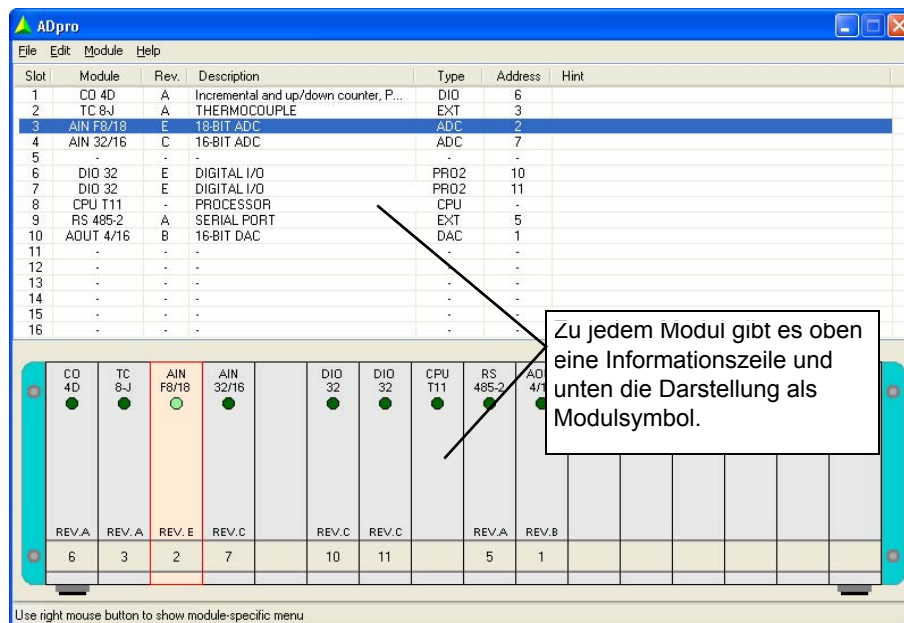 ADpro
File Edit Module Help
Slot Module Rev. Description Type Address Hint
1 CO 4D A Incremental and up/down counter, P... DIO 6
2 TC 8-J A THERMOCOUPLE EXT 3
3 AIN F8/18 E 18-BIT ADC ADC 2
4 AIN 32/16 C 16-BIT ADC ADC 7
5 - - - - -
6 DIO 32 E DIGITAL I/O PRO2 10
7 DIO 32 E DIGITAL I/O PRO2 11
8 CPU T11 - PROCESSOR CPU -
9 RS 485-2 A SERIAL PORT EXT 5
10 AOUT 4/16 B 16-BIT DAC DAC 1
11 - - - - -
12 - - - - -
13 - - - - -
14 - - - - -
15 - - - - -
16 - - - - -
Zu jedem Modul gibt es oben
eine Informationszeile und
unten die Darstellung als
Modulsymbol.
CO TC AIN AIN DIO DIO CPU RS
4D 8-J F8/18 32/16 32 32 T11 485-2
REV.A REV.A REV.E REV.C REV.C REV.C REV.A REV.B
6 3 2 7 10 11 5 1
Use right mouse button to show module-specific menu